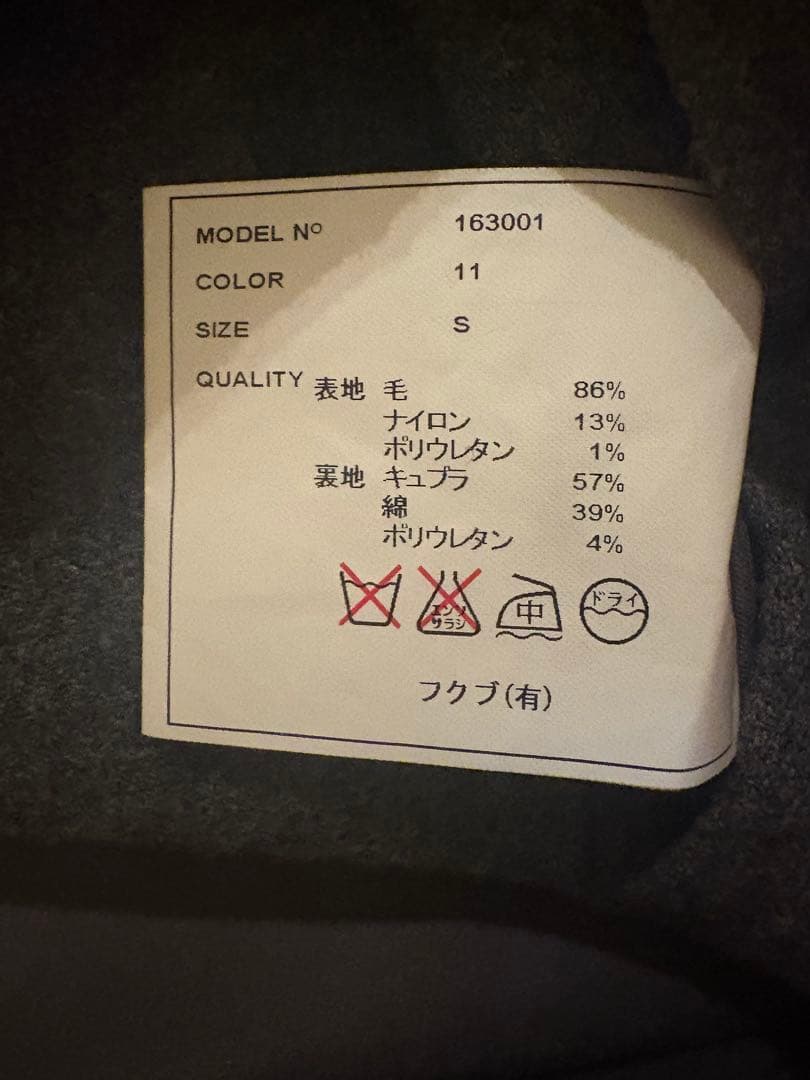 MODEL Nº 163001
COLOR 11
SIZE S
QUALITY 表地 毛 86%
ナイロン 13%
ポリウレタン 1%
裏地 キュプラ 57%
綿 39%
ポリウレタン 4%
エンソ
サラシ
中
ドライ
フクブ(有)